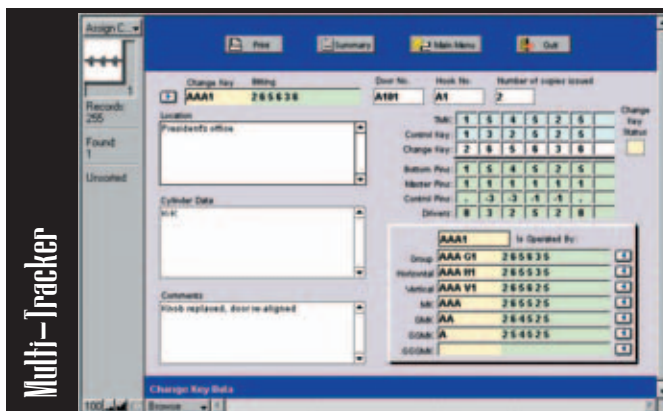 Assign C...
Print Summary Main Menu Quit
1
Records:
255
Found:
1
Unsorted
Change Key Bitting Door No. Hook No. Number of copies issued
AAA1 265636 A101 A1 2
Location
President's office
Change Key Status
TMK: 1 5 4 5 2 5
Control Key: 1 3 2 5 2 5
Change Key: 2 6 5 6 3 6
Bottom Pins: 1 5 4 5 2 5
Master Pins: 1 1 1 1 1 1
Control Pins: . -3 -3 -1 -1 .
Drivers: 8 3 2 5 2 8
Cylinder Data
Comments
Knob replaced, door re-aligned
AAA1 Is Operated By:
Group AAA G1 265635
Horizontal AAA H1 265535
Vertical AAA V1 265625
MK AAA 265525
GMK AA 264525
GGMK A 254525
GGGMK
Change Key Data
100 Browse
Multi-Tracker